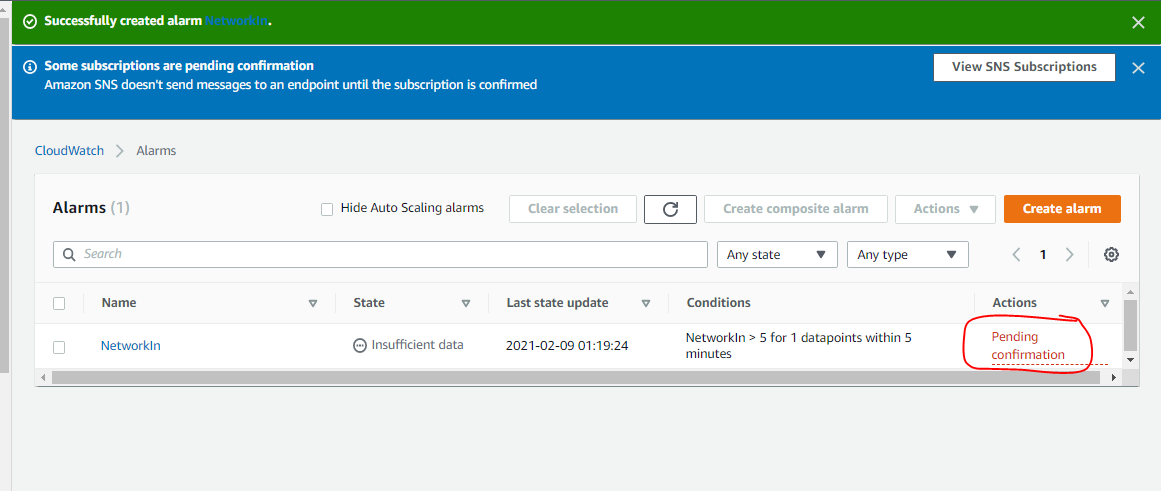 Successfully created alarm NetworkIn.
Some subscriptions are pending confirmation
Amazon SNS doesn't send messages to an endpoint until the subscription is confirmed
View SNS Subscriptions
CloudWatch
Alarms
Alarms (1)
Hide Auto Scaling alarms
Clear selection
Create composite alarm
Actions
Create alarm
Search
Any state
Any type
1
Name
State
Last state update
Conditions
Actions
NetworkIn
Insufficient data
2021-02-09 01:19:24
NetworkIn > 5 for 1 datapoints within 5
minutes
Pending
confirmation